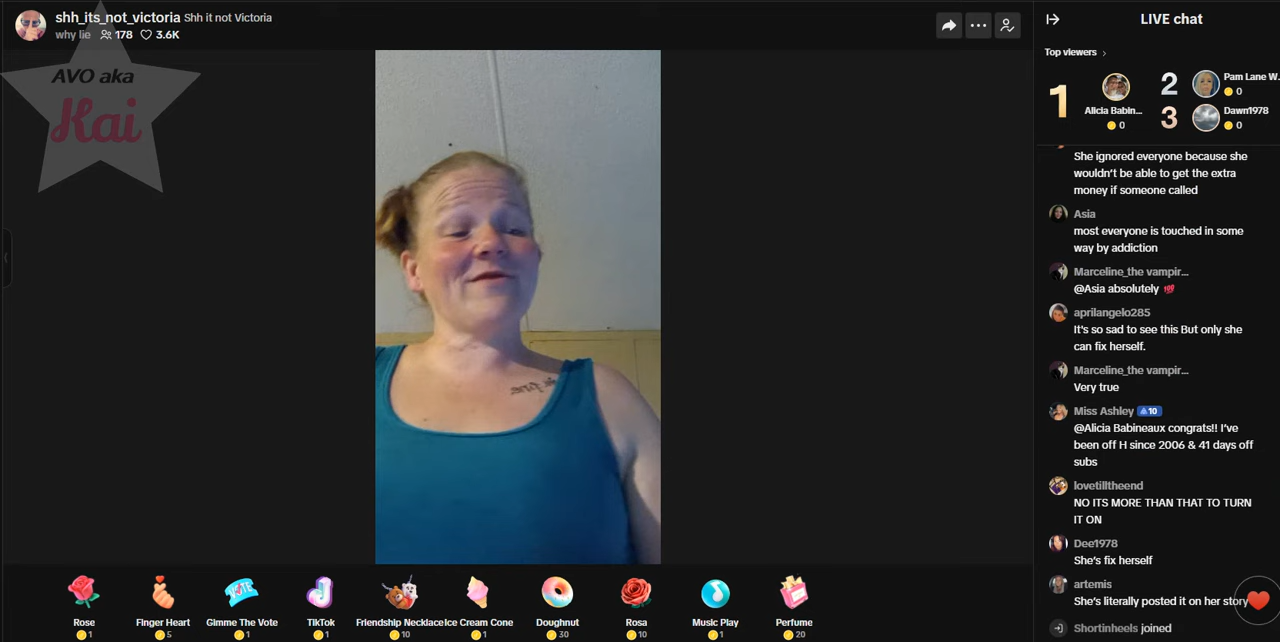 shh_its_not_victoria Shh it not Victoria
why lie 178 3.6K
AVO aka
Kai
LIVE chat
Top viewers
1 Alicia Babin... 0
2 Pam Lane W... 0
3 Dawn1978 0
She ignored everyone because she
wouldn't be able to get the extra
money if someone called
Asia
most everyone is touched in some
way by addiction
Marceline_the vampir...
@Asia absolutely 💯
aprilangelo285
It's so sad to see this But only she
can fix herself.
Marceline_the vampir...
Very true
Miss Ashley 10
@Alicia Babineaux congrats!! I've
been off H since 2006 & 41 days off
subs
lovetilltheend
NO ITS MORE THAN THAT TO TURN
IT ON
Dee1978
She's fix herself
artemis
She's literally posted it on her story
Shortinheels joined
VOTE
Rose Finger Heart Gimme The Vote TikTok Friendship Necklace Ice Cream Cone Doughnut Rosa Music Play Perfume
1 5 1 1 10 1 30 10 1 20